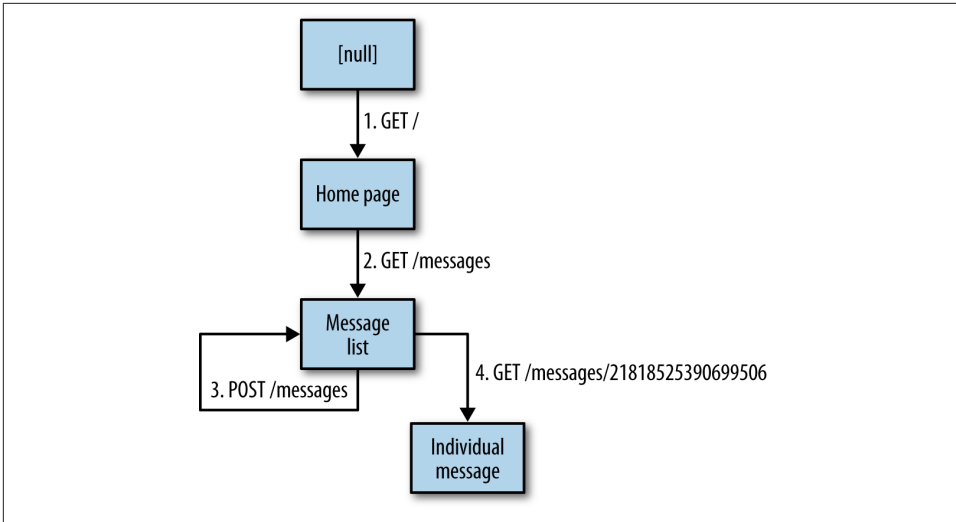 [null]
1. GET /
Home page
2. GET /messages
Message
list
3. POST /messages
4. GET /messages/21818525390699506
Individual
message